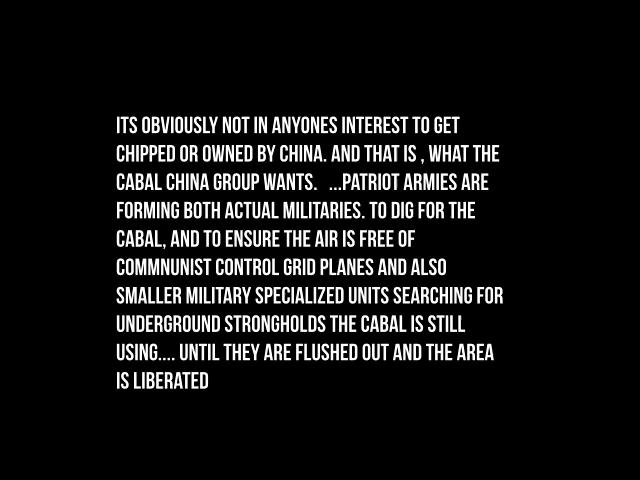 ITS OBVIOUSLY NOT IN ANYONES INTEREST TO GET
CHIPPED OR OWNED BY CHINA. AND THAT IS , WHAT THE
CABAL CHINA GROUP WANTS.   ...PATRIOT ARMIES ARE
FORMING BOTH ACTUAL MILITARIES. TO DIG FOR THE
CABAL, AND TO ENSURE THE AIR IS FREE OF
COMMNUNIST CONTROL GRID PLANES AND ALSO
SMALLER MILITARY SPECIALIZED UNITS SEARCHING FOR
UNDERGROUND STRONGHOLDS THE CABAL IS STILL
USING.... UNTIL THEY ARE FLUSHED OUT AND THE AREA
IS LIBERATED